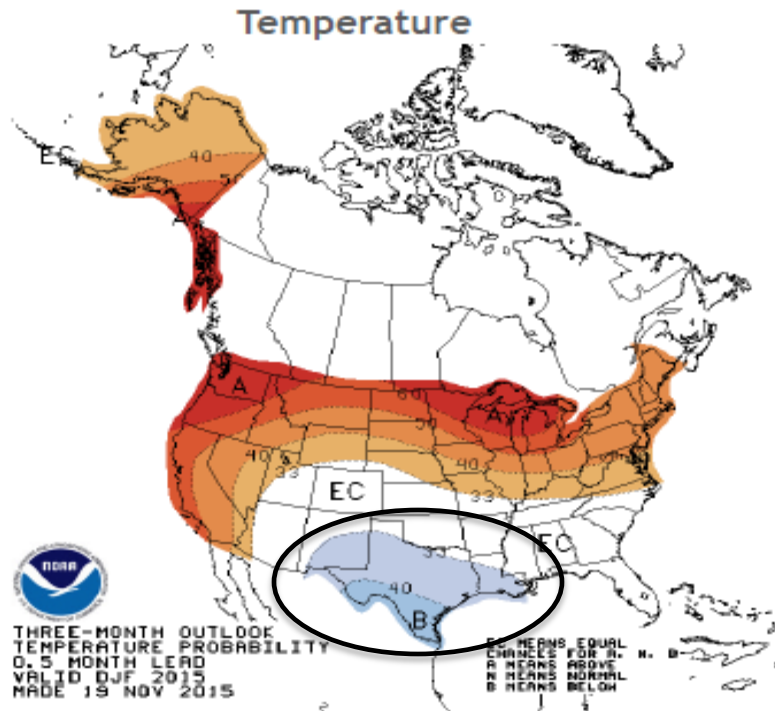 Temperature
EC
40
50
A
A
60
A
50
40
33
40
33
EC
EC
33
40
B
NOAA
THREE-MONTH OUTLOOK
TEMPERATURE PROBABILITY
0.5 MONTH LEAD
VALID DJF 2015
MADE 19 NOV 2015
EC MEANS EQUAL
CHANCES FOR A, N, B
A MEANS ABOVE
N MEANS NORMAL
B MEANS BELOW